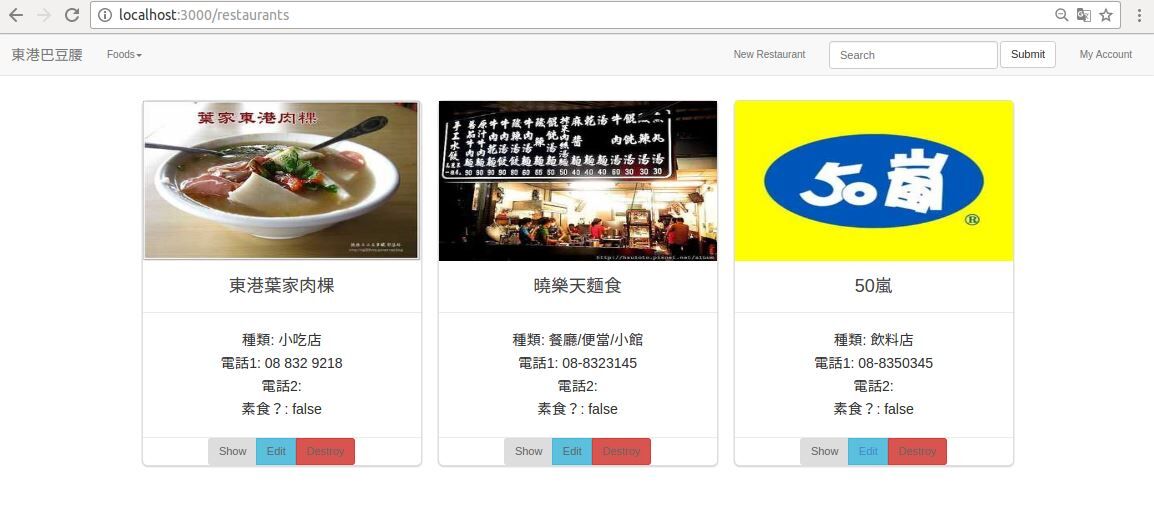 localhost:3000/restaurants
東港巴豆腰 Foods New Restaurant Search Submit My Account
葉家東港肉粿
50嵐
®
東港葉家肉粿
曉樂天麵食
50嵐
種類: 小吃店
電話1: 08 832 9218
電話2:
素食？: false
種類: 餐廳/便當/小館
電話1: 08-8323145
電話2:
素食？: false
種類: 飲料店
電話1: 08-8350345
電話2:
素食？: false
Show Edit Destroy
Show Edit Destroy
Show Edit Destroy